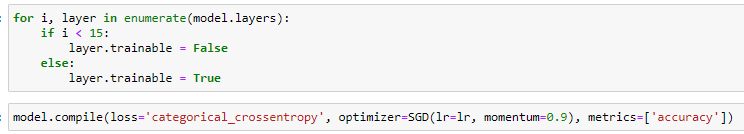 for i, layer in enumerate(model.layers):
    if i < 15:
        layer.trainable = False
    else:
        layer.trainable = True
model.compile(loss='categorical_crossentropy', optimizer=SGD(lr=lr, momentum=0.9), metrics=['accuracy'])